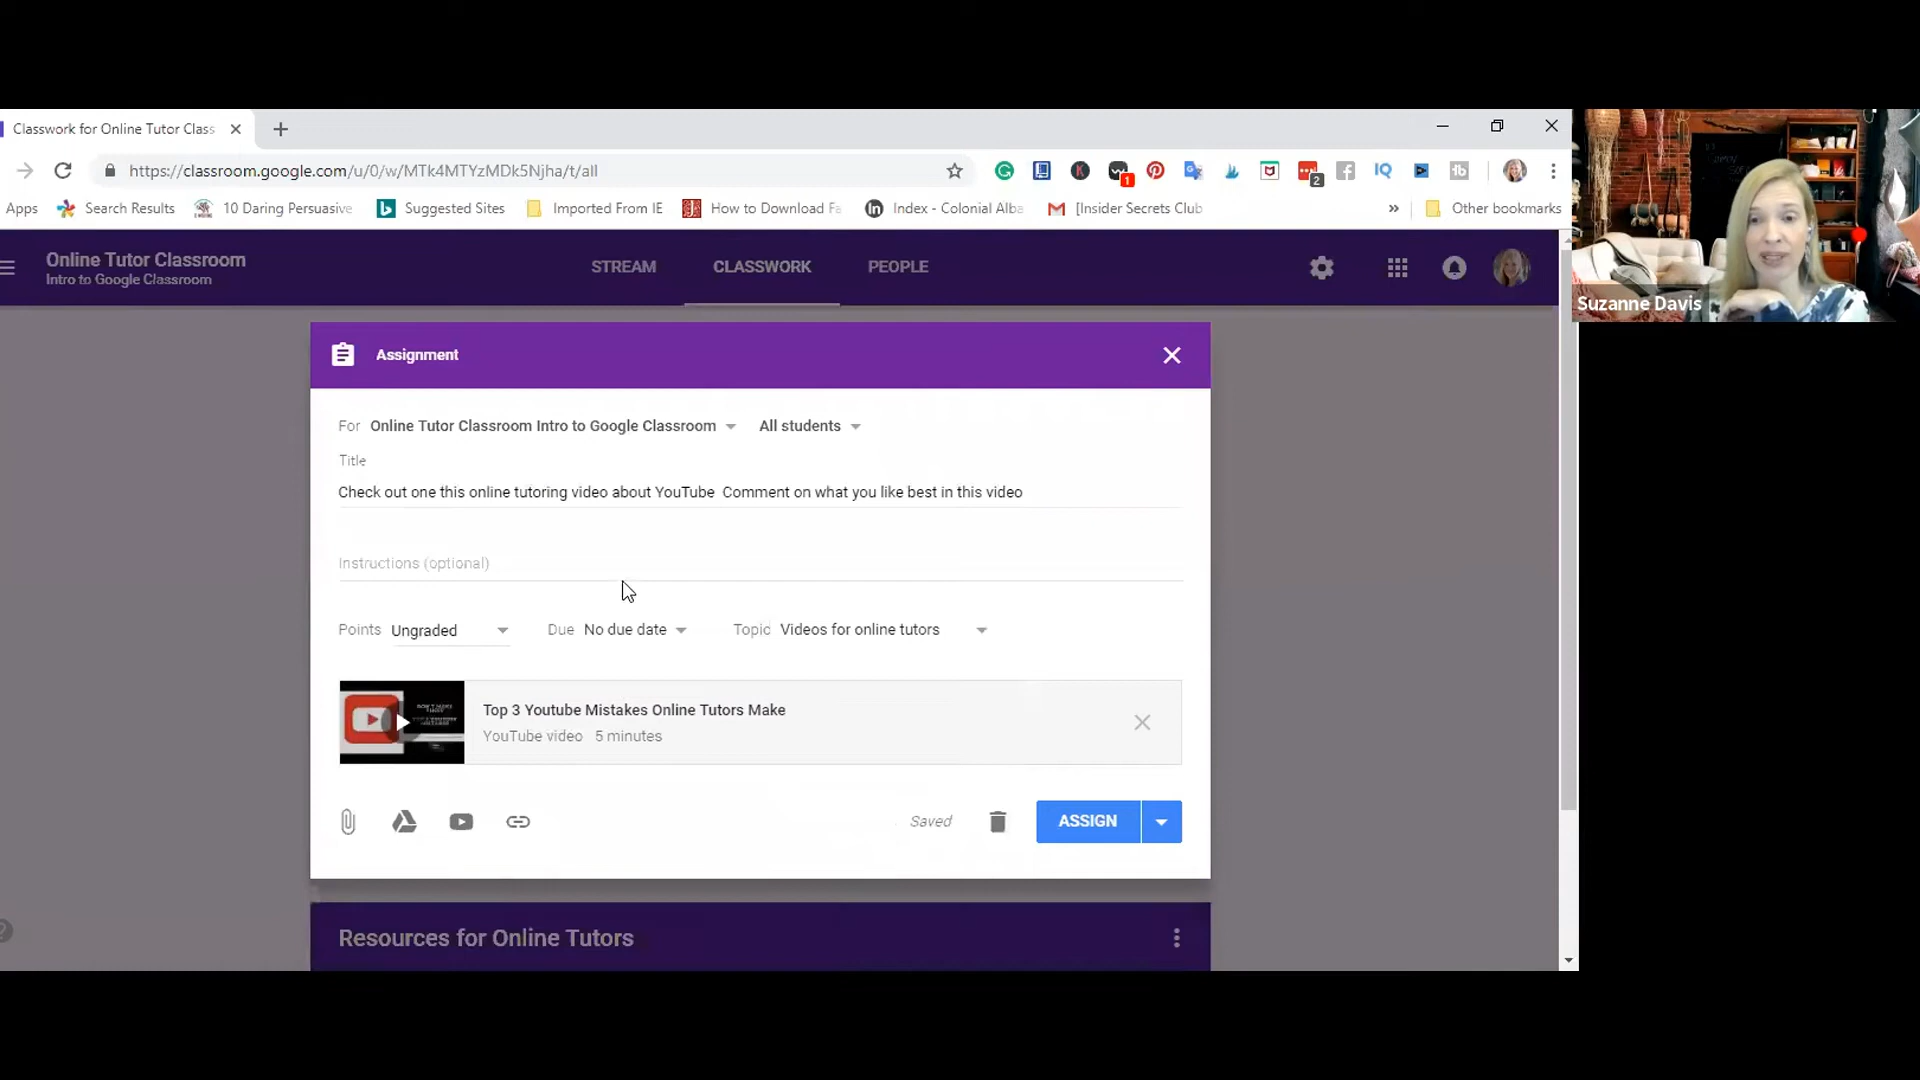 Classwork for Online Tutor Class
https://classroom.google.com/u/0/w/MTk4MTYzMDk5Njha/t/all
1
2
Apps Search Results 10 Daring Persuasive Suggested Sites Imported From IE How to Download Fa Index - Colonial Alba [Insider Secrets Club » Other bookmarks
Online Tutor Classroom
Intro to Google Classroom
STREAM CLASSWORK PEOPLE
Suzanne Davis
Assignment
For Online Tutor Classroom Intro to Google Classroom All students
Title
Check out one this online tutoring video about YouTube Comment on what you like best in this video
Instructions (optional)
Points Ungraded Due No due date Topic Videos for online tutors
Top 3 Youtube Mistakes Online Tutors Make
YouTube video 5 minutes
Saved ASSIGN
Resources for Online Tutors